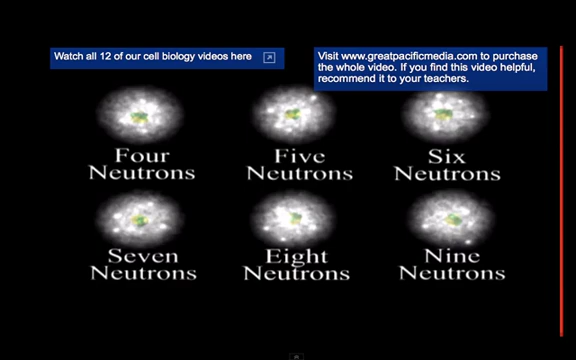 Watch all 12 of our cell biology videos here
Visit www.greatpacificmedia.com to purchase
the whole video. If you find this video helpful,
recommend it to your teachers.
Four
Neutrons
Five
Neutrons
Six
Neutrons
Seven
Neutrons
Eight
Neutrons
Nine
Neutrons